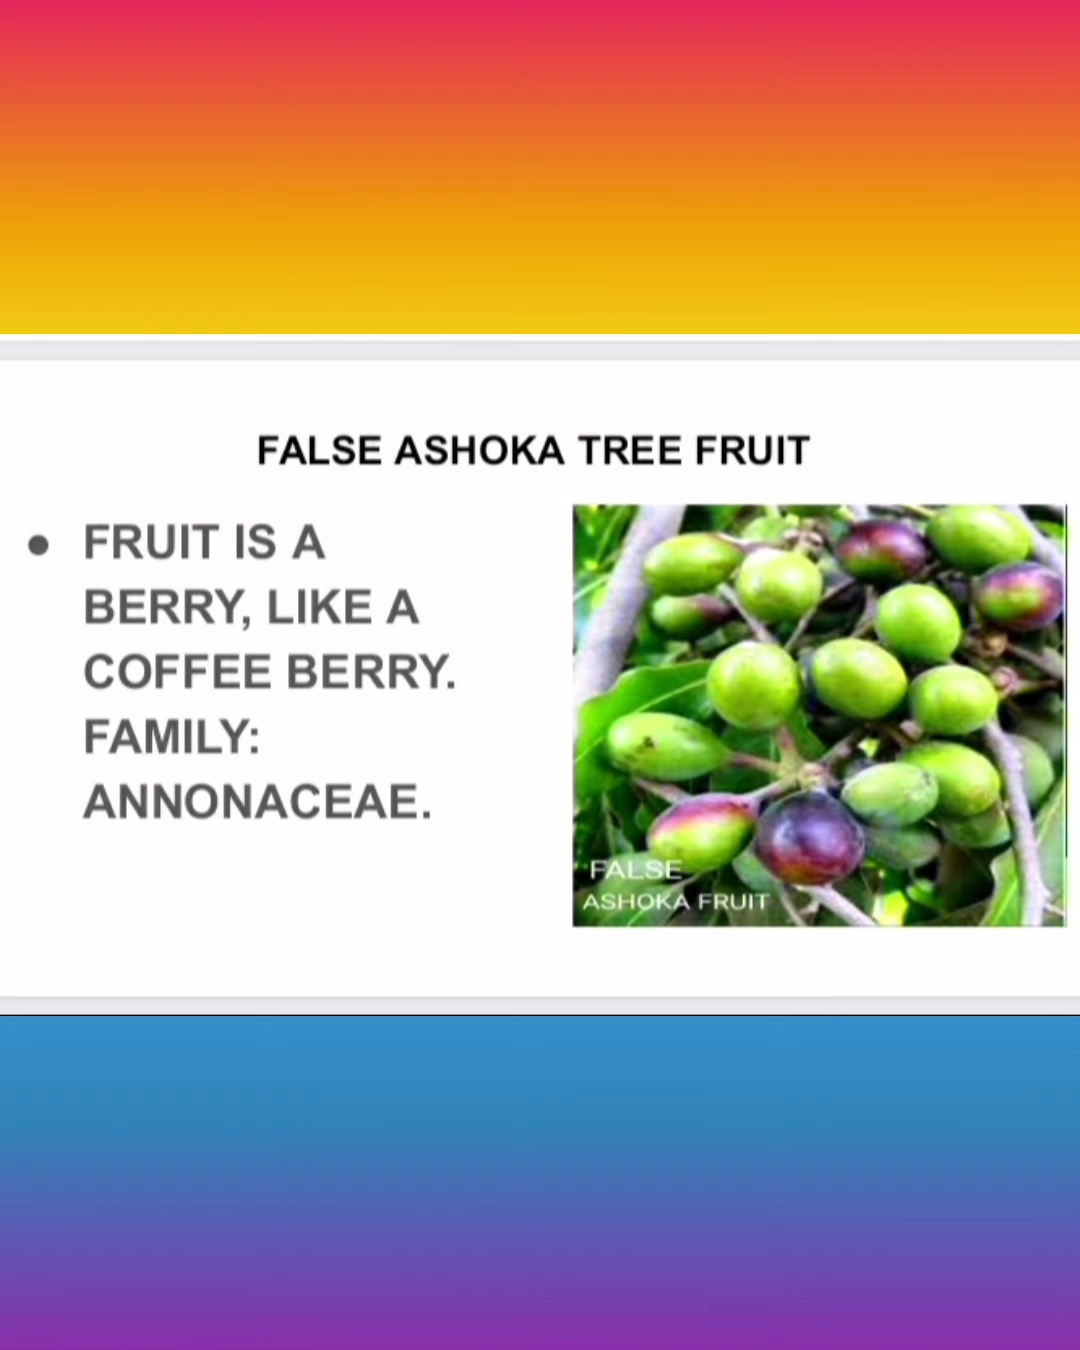 FALSE ASHOKA TREE FRUIT
● FRUIT IS A
BERRY, LIKE A
COFFEE BERRY.
FAMILY:
ANNONACEAE.
FALSE
ASHOKA FRUIT